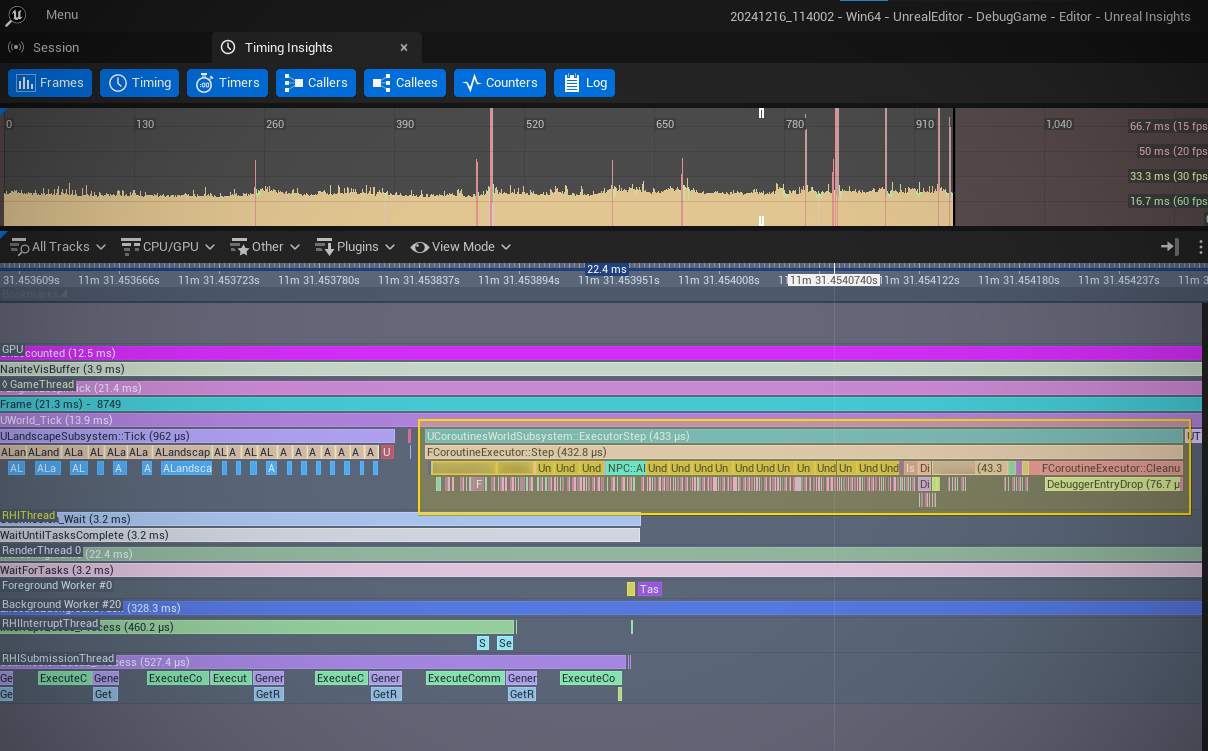 Menu
20241216_114002 - Win64 - UnrealEditor - DebugGame - Editor - Unreal Insights
Session
Timing Insights
Frames Timing Timers Callers Callees Counters Log
0 130 260 390 520 650 780 910 1,040
66.7 ms (15 fps
50 ms (20 fps
33.3 ms (30 fps
16.7 ms (60 fps
All Tracks CPU/GPU Other Plugins View Mode
22.4 ms
31.453609s 11m 31.453666s 11m 31.453723s 11m 31.453780s 11m 31.453837s 11m 31.453894s 11m 31.453951s 11m 31.454008s 11m 31.4540740s 11m 31.454122s 11m 31.454180s 11m 31.454237s 11m 3
Bookmarks
GPU
counted (12.5 ms)
NaniteVisBuffer (3.9 ms)
GameThread
ick (21.4 ms)
Frame (21.3 ms) - 8749
UWorld_Tick (13.9 ms)
ULandscapeSubsystem::Tick (962 µs) UCoroutinesWorldSubsystem::ExecutorStep (433 µs) UT
ALan ALand ALa AL ALa ALa ALandscap ALA A AL AL A A A A A A A U FCoroutineExecutor::Step (432.8 µs)
AL ALa AL A A ALandsca A Un Und Und NPC::Al Und Und Und Un Und Und Un Un Und Un Und Und Is Di (43.3 FCoroutineExecutor::Cleanu
F Di DebuggerEntryDrop (76.7 µ
RHIThread
_Wait (3.2 ms)
WaitUntilTasksComplete (3.2 ms)
RenderThread 0
(22.4 ms)
WaitForTasks (3.2 ms)
Foreground Worker #0
Tas
Background Worker #20
(328.3 ms)
RHIInterruptThread
cess (460.2 µs)
S Se
RHISubmissionThread
cess (527.4 µs)
Ge ExecuteC Gene ExecuteCo Execut Gener ExecuteC Gener ExecuteComm Gener ExecuteCo
Ge Get GetR GetR GetR